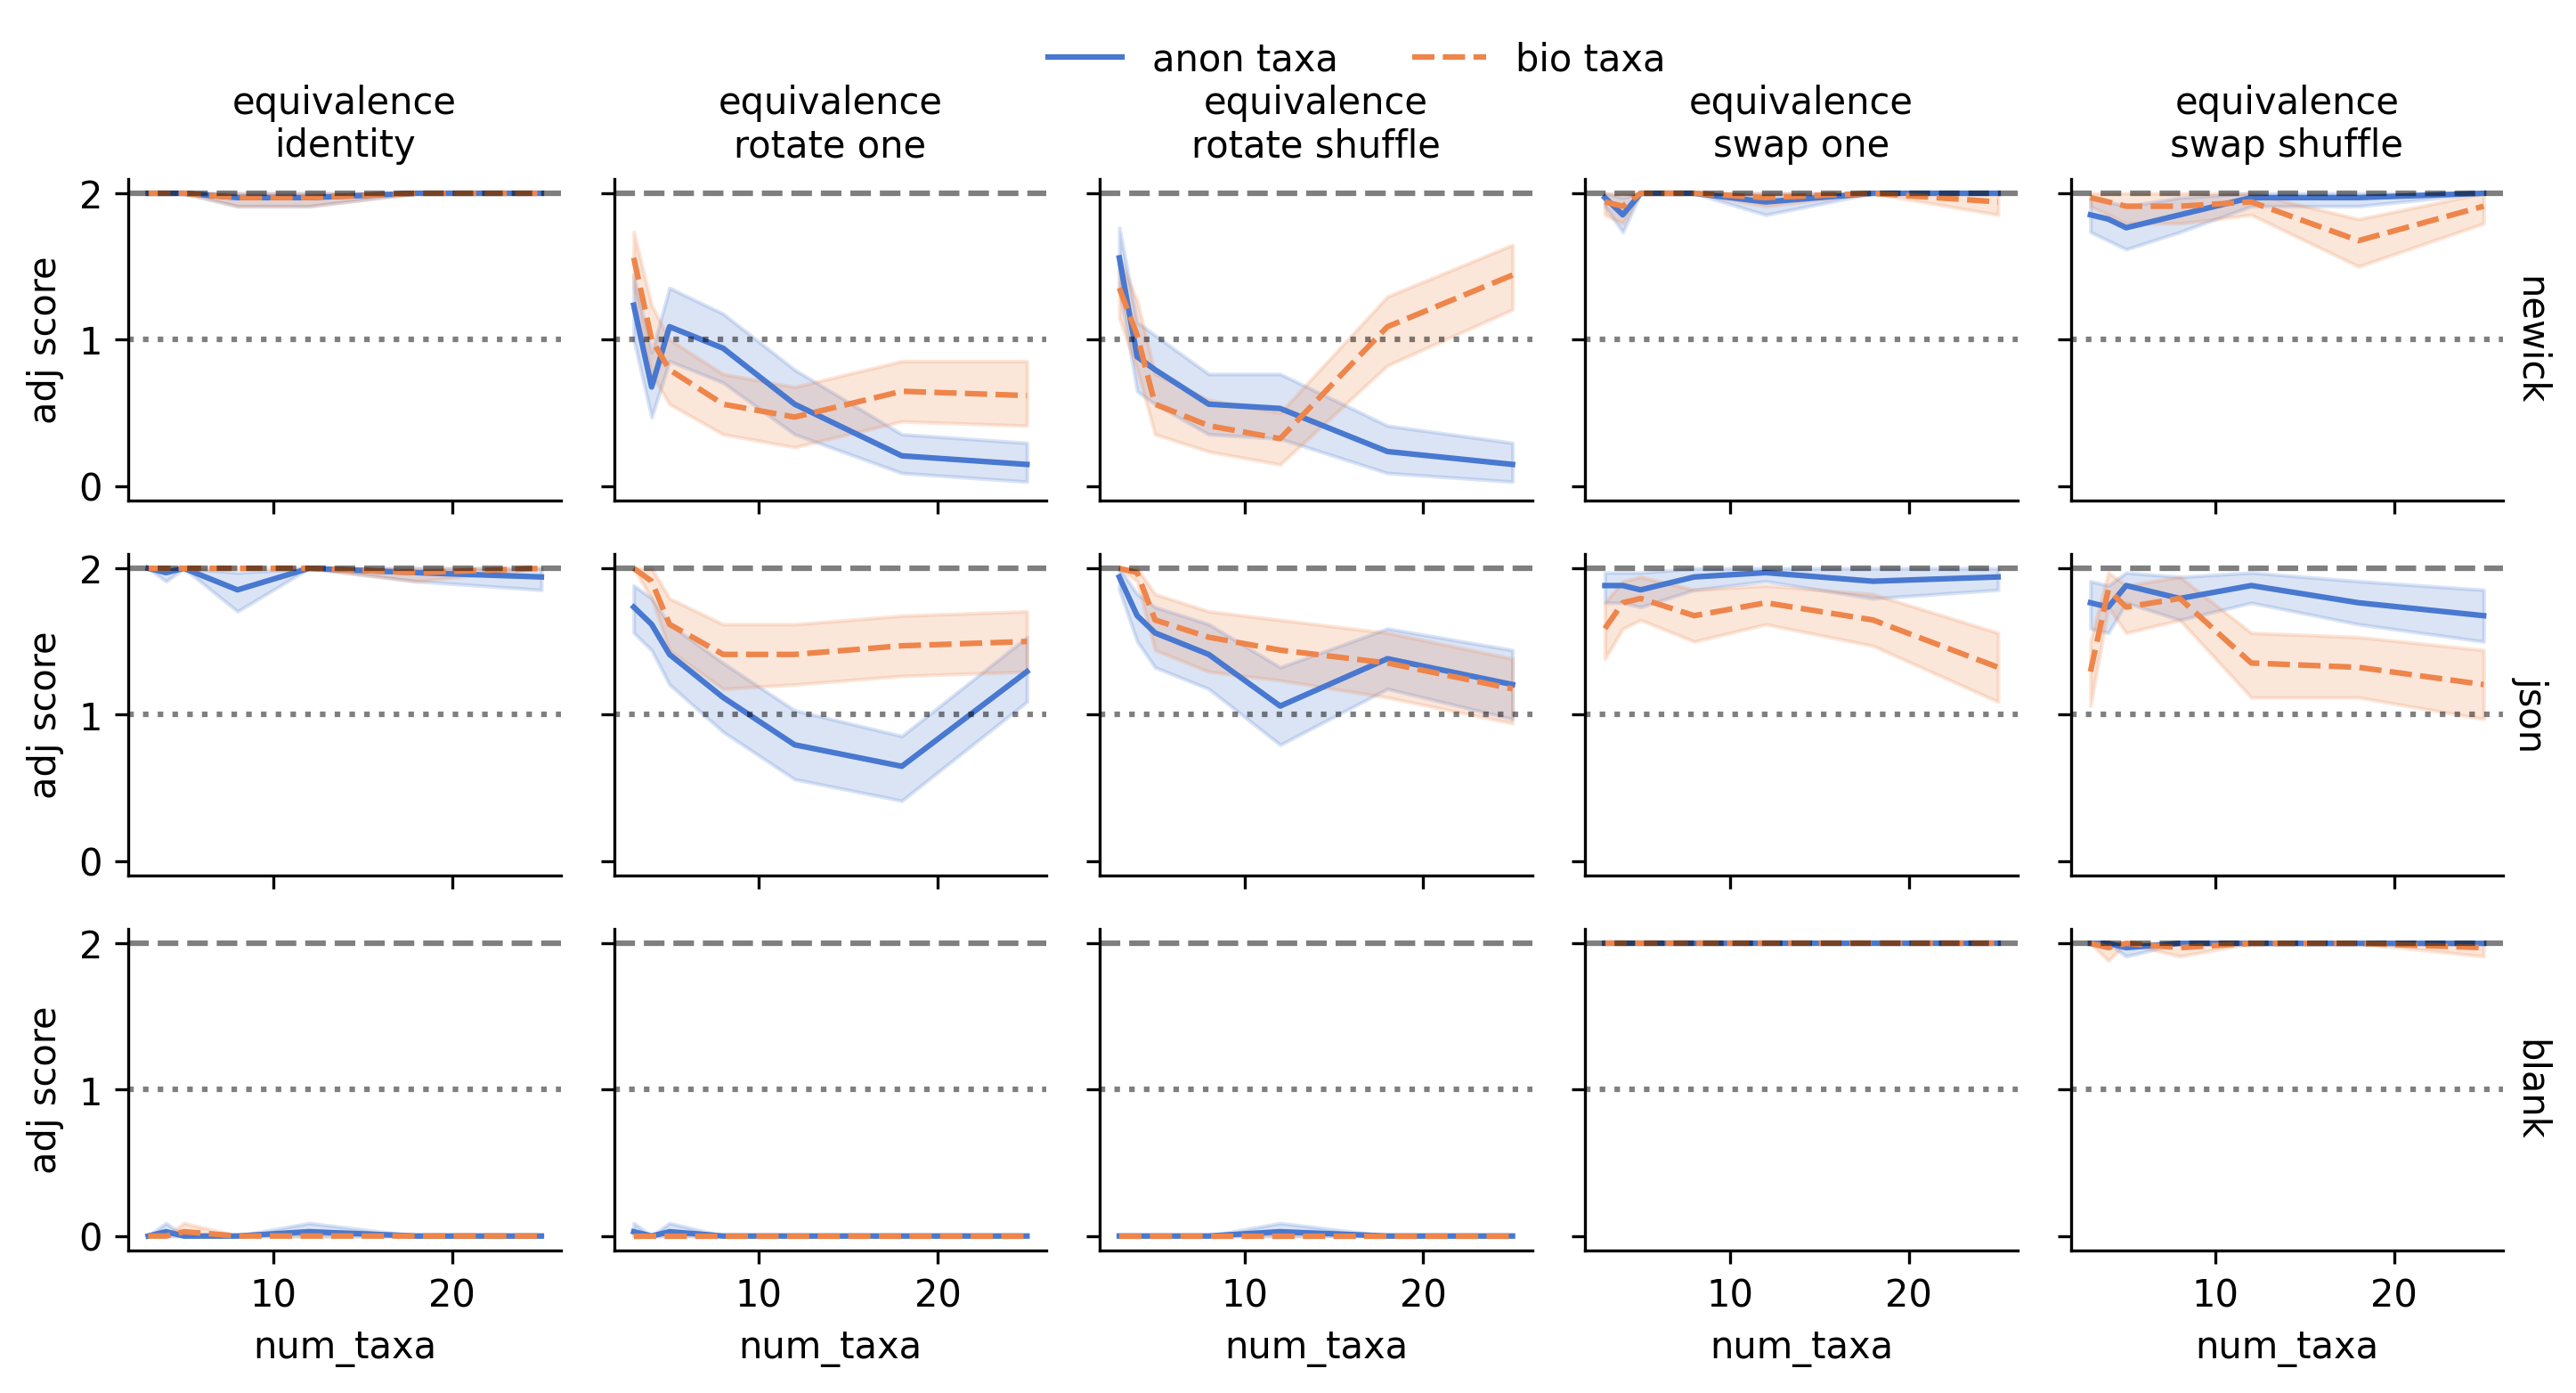 anon taxa bio taxa
equivalence identity
equivalence rotate one
equivalence rotate shuffle
equivalence swap one
equivalence swap shuffle
adj score
2
1
0
newick
adj score
2
1
0
json
adj score
2
1
0
blank
10 20
10 20
10 20
10 20
10 20
num_taxa
num_taxa
num_taxa
num_taxa
num_taxa